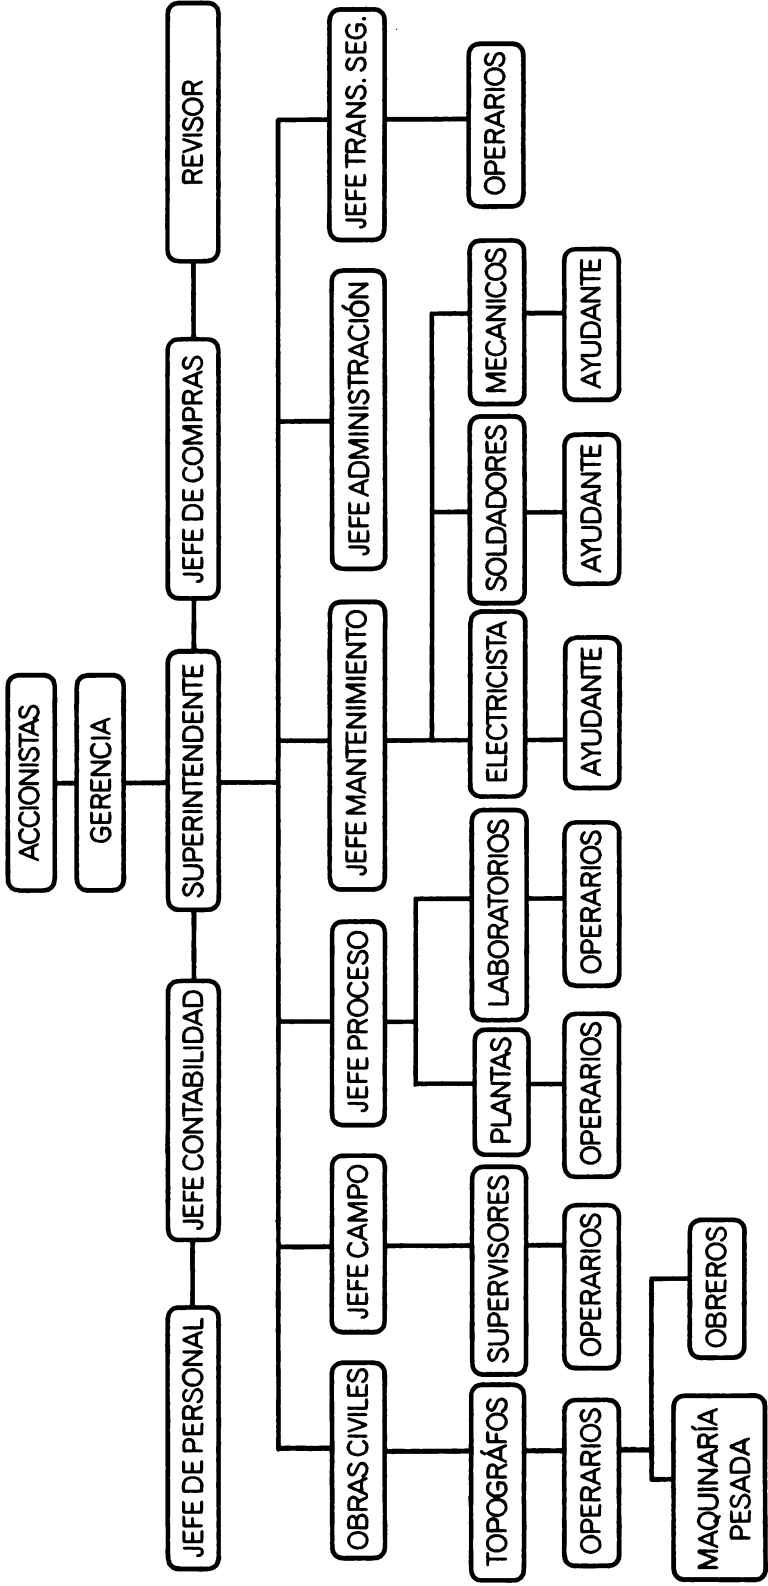 ACCIONISTAS
GERENCIA
JEFE DE PERSONAL
JEFE CONTABILIDAD
SUPERINTENDENTE
JEFE DE COMPRAS
REVISOR
OBRAS CIVILES
JEFE CAMPO
JEFE PROCESO
JEFE MANTENIMIENTO
JEFE ADMINISTRACIÓN
JEFE TRANS. SEG.
TOPOGRÁFOS
SUPERVISORES
PLANTAS
LABORATORIOS
ELECTRICISTA
SOLDADORES
MECANICOS
OPERARIOS
OPERARIOS
OPERARIOS
OPERARIOS
OPERARIOS
AYUDANTE
AYUDANTE
AYUDANTE
MAQUINARÍA
PESADA
OBREROS